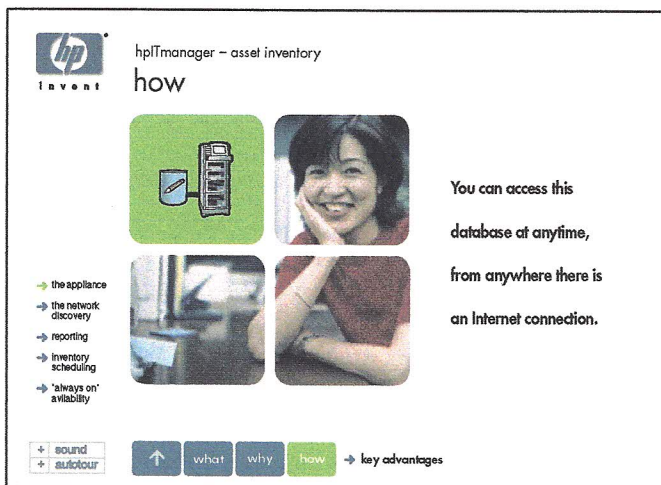 hp
invent
hpITmanager – asset inventory
how
You can access this
database at anytime,
from anywhere there is
an Internet connection.
the appliance
the network
discovery
reporting
inventory
scheduling
'always on'
avilability
+ sound
+ autotour
what why how key advantages